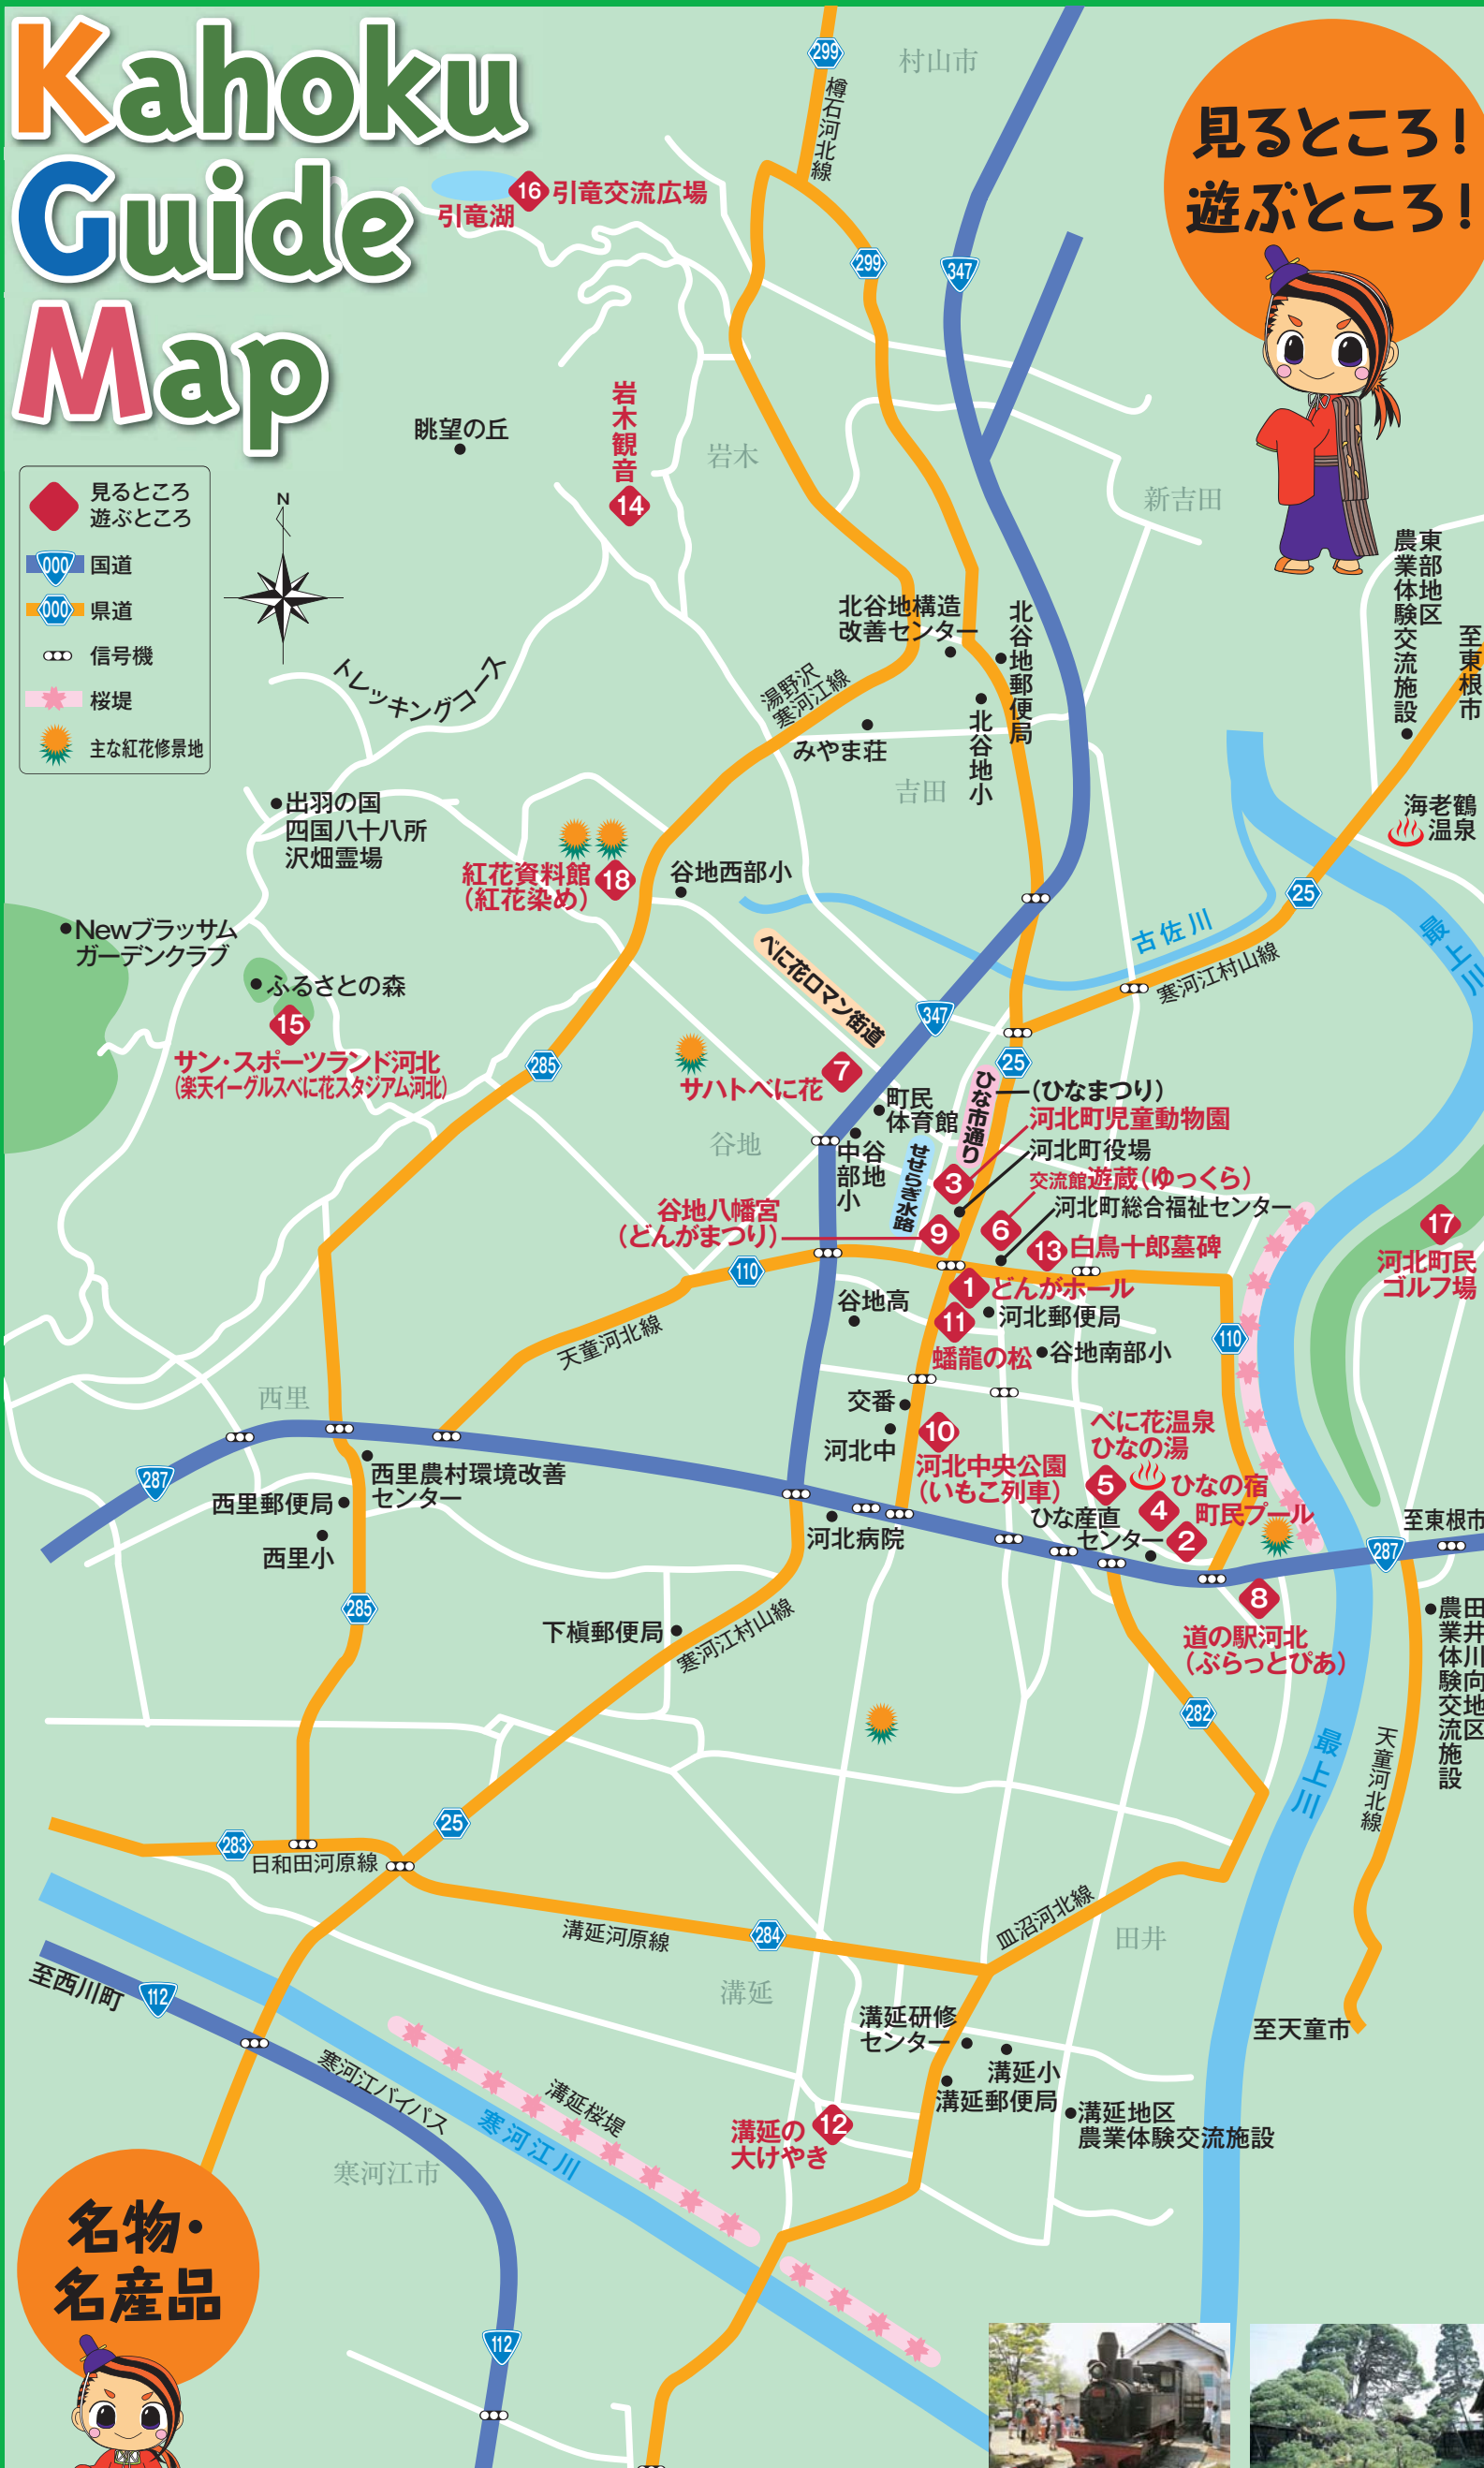 Kahoku
Guide
Map
見るところ!
遊ぶところ!
見るところ
遊ぶところ
000
国道
000
県道
信号機
桜堤
主な紅花修景地
N
299
樽石河北線
村山市
16
引竜交流広場
引竜湖
299
347
眺望の丘
岩木観音
14
岩木
新吉田
東部地区
農業体験交流施設
至東根市
北谷地構造
改善センター
北谷地郵便局
北谷地小
湯野沢
寒河江線
みやま荘
吉田
トレッキングコース
出羽の国
四国八十八所
沢畑霊場
海老鶴
温泉
25
最上川
紅花資料館
(紅花染め)
18
谷地西部小
古佐川
寒河江村山線
Newブラッサム
ガーデンクラブ
ふるさとの森
15
サン・スポーツランド河北
(楽天イーグルスべに花スタジアム河北)
べに花ロマン街道
347
285
25
サハトべに花
7
町民
体育館
ひな市通り
(ひなまつり)
河北町児童動物園
谷地
谷地
中部小
せせらぎ水路
河北町役場
3
交流館遊蔵(ゆっくら)
河北町総合福祉センター
谷地八幡宮
(どんがまつり)
9
6
13
白鳥十郎墓碑
17
河北町民
ゴルフ場
110
1
どんがホール
谷地高
11
河北郵便局
110
天童河北線
蟠龍の松
谷地南部小
西里
交番
10
河北中
河北中央公園
(いもこ列車)
べに花温泉
ひなの湯
5
ひなの宿
4
町民プール
ひな産直
センター
2
287
西里農村環境改善
センター
西里郵便局
西里小
河北病院
至東根市
287
8
道の駅河北
(ぶらっとぴあ)
285
下槇郵便局
寒河江村山線
田井川向地区
農業体験交流施設
282
最上川
天童河北線
25
283
日和田河原線
284
溝延河原線
皿沼河北線
田井
溝延
至西川町
112
溝延研修
センター
溝延小
溝延郵便局
至天童市
寒河江バイパス
溝延桜堤
寒河江川
溝延の
大けやき
12
溝延地区
農業体験交流施設
寒河江市
名物・
名産品
112